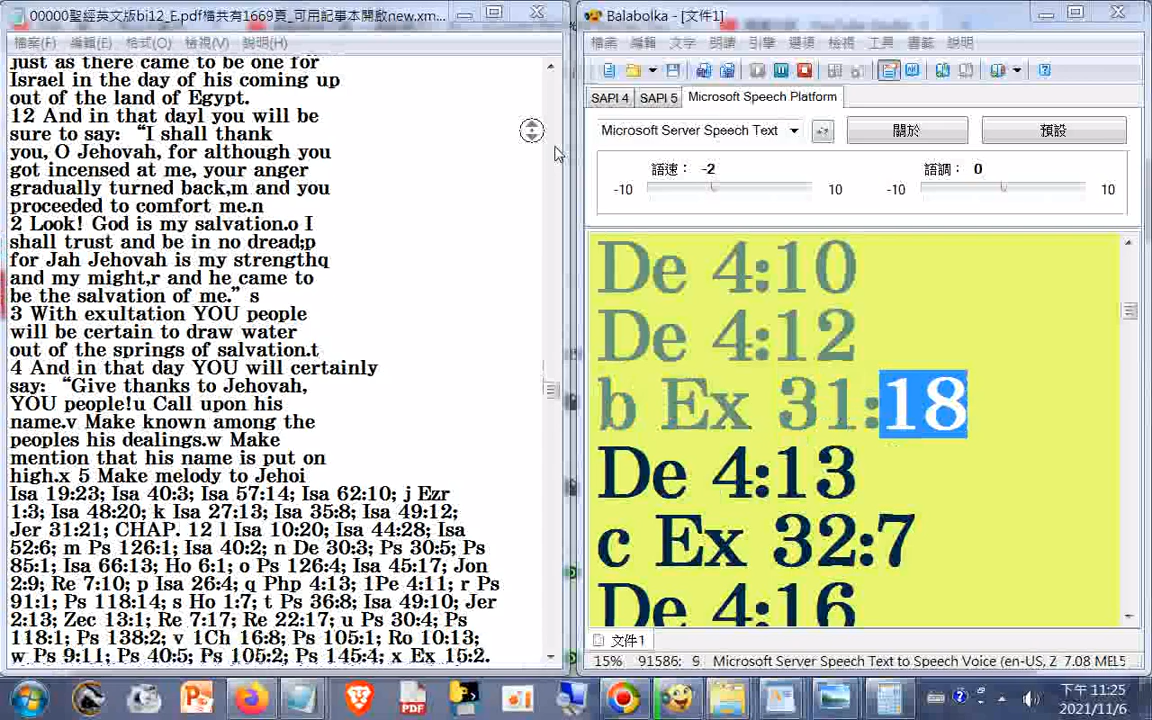 00000聖經英文版bi12_E.pdf檔共有1669頁_可用記事本開啟new.xm...
檔案(F) 編輯(E) 格式(O) 檢視(V) 說明(H)
just as there came to be one for
Israel in the day of his coming up
out of the land of Egypt.
12 And in that dayl you will be
sure to say: “I shall thank
you, O Jehovah, for although you
got incensed at me, your anger
gradually turned back,m and you
proceeded to comfort me.n
2 Look! God is my salvation.o I
shall trust and be in no dread;p
for Jah Jehovah is my strengthq
and my might,r and he came to
be the salvation of me.” s
3 With exultation YOU people
will be certain to draw water
out of the springs of salvation.t
4 And in that day YOU will certainly
say: “Give thanks to Jehovah,
YOU people!u Call upon his
name.v Make known among the
peoples his dealings.w Make
mention that his name is put on
high.x 5 Make melody to Jehoi
Isa 19:23; Isa 40:3; Isa 57:14; Isa 62:10; j Ezr
1:3; Isa 48:20; k Isa 27:13; Isa 35:8; Isa 49:12;
Jer 31:21; CHAP. 12 l Isa 10:20; Isa 44:28; Isa
52:6; m Ps 126:1; Isa 40:2; n De 30:3; Ps 30:5; Ps
85:1; Isa 66:13; Ho 6:1; o Ps 126:4; Isa 45:17; Jon
2:9; Re 7:10; p Isa 26:4; q Php 4:13; 1Pe 4:11; r Ps
91:1; Ps 118:14; s Ho 1:7; t Ps 36:8; Isa 49:10; Jer
2:13; Zec 13:1; Re 7:17; Re 22:17; u Ps 30:4; Ps
118:1; Ps 138:2; v 1Ch 16:8; Ps 105:1; Ro 10:13;
w Ps 9:11; Ps 40:5; Ps 105:2; Ps 145:4; x Ex 15:2.
Balabolka - [文件1]
檔案 編輯 文字 朗讀 引擎 選項 檢視 工具 書籤 說明
SAPI 4 SAPI 5 Microsoft Speech Platform
Microsoft Server Speech Text 關於 預設
語速： -2 語調： 0
-10 10 -10 10
De 4:10
De 4:12
b Ex 31:18
De 4:13
c Ex 32:7
De 4:16
文件1
15% 91586: 9 Microsoft Server Speech Text to Speech Voice (en-US, Z 7.08 МБ
PDF
下午 11:25
2021/11/6